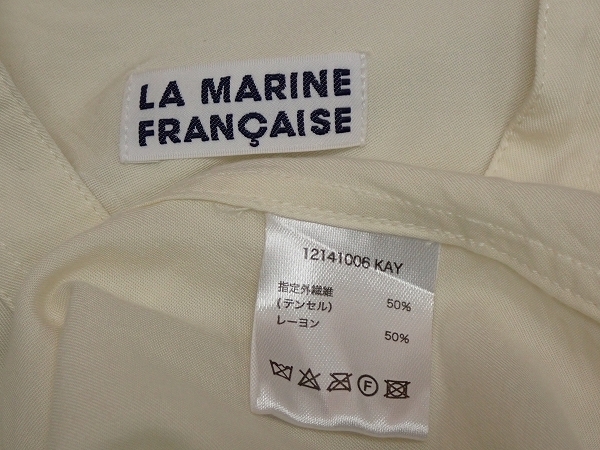 LA MARINE
FRANÇAISE
12141006 KAY
指定外繊維
(テンセル) 50%
レーヨン
50%
F